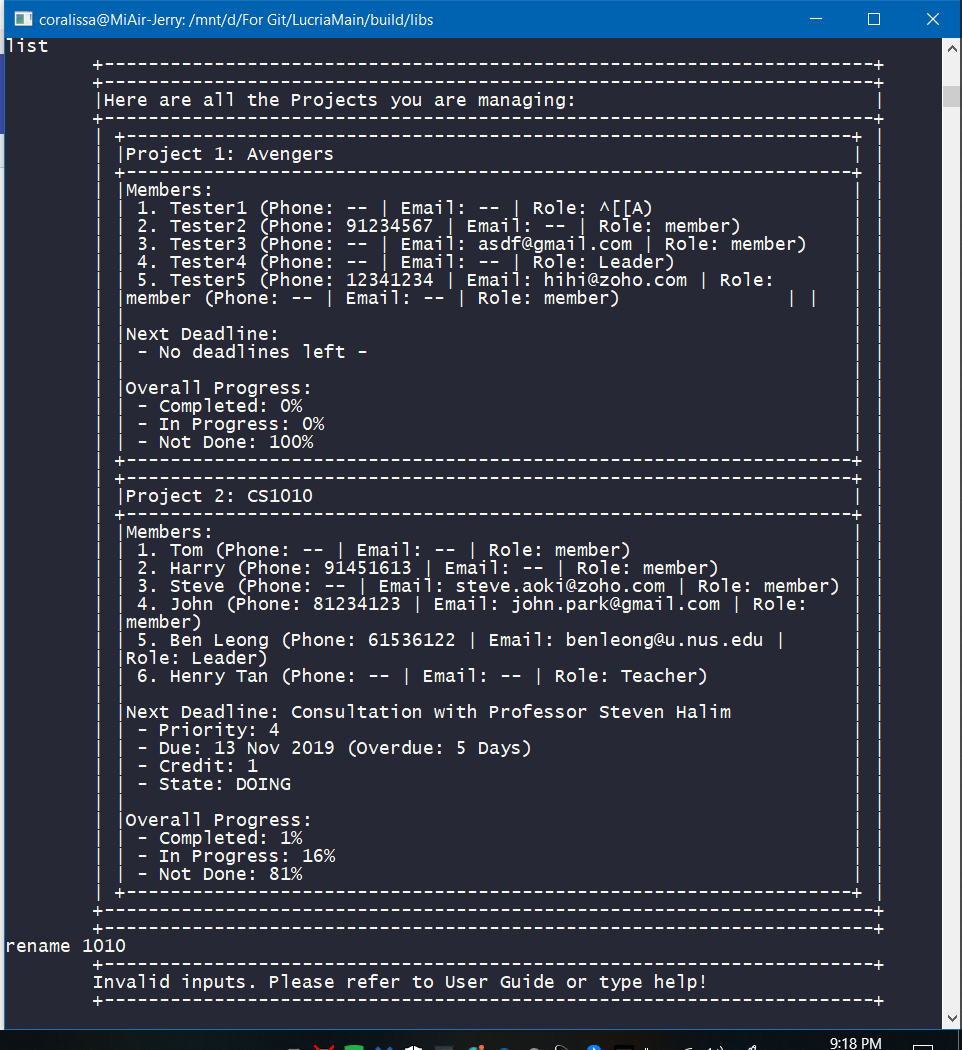 coralissa@MiAir-Jerry: /mnt/d/For Git/LucriaMain/build/libs
list
+----------------------------------------------------------------------+
+----------------------------------------------------------------------+
|Here are all the Projects you are managing: |
+----------------------------------------------------------------------+
| +------------------------------------------------------------------+ |
| |Project 1: Avengers | |
| +------------------------------------------------------------------+ |
| |Members: | |
| | 1. Tester1 (Phone: -- | Email: -- | Role: ^[[A) | |
| | 2. Tester2 (Phone: 91234567 | Email: -- | Role: member) | |
| | 3. Tester3 (Phone: -- | Email: asdf@gmail.com | Role: member) | |
| | 4. Tester4 (Phone: -- | Email: -- | Role: Leader) | |
| | 5. Tester5 (Phone: 12341234 | Email: hihi@zoho.com | Role: | |
| |member (Phone: -- | Email: -- | Role: member) | | | |
| | | |
| |Next Deadline: | |
| | - No deadlines left - | |
| | | |
| |Overall Progress: | |
| | - Completed: 0% | |
| | - In Progress: 0% | |
| | - Not Done: 100% | |
| +------------------------------------------------------------------+ |
| +------------------------------------------------------------------+ |
| |Project 2: CS1010 | |
| +------------------------------------------------------------------+ |
| |Members: | |
| | 1. Tom (Phone: -- | Email: -- | Role: member) | |
| | 2. Harry (Phone: 91451613 | Email: -- | Role: member) | |
| | 3. Steve (Phone: -- | Email: steve.aoki@zoho.com | Role: member) | |
| | 4. John (Phone: 81234123 | Email: john.park@gmail.com | Role: | |
| |member) | |
| | 5. Ben Leong (Phone: 61536122 | Email: benleong@u.nus.edu | | |
| |Role: Leader) | |
| | 6. Henry Tan (Phone: -- | Email: -- | Role: Teacher) | |
| | | |
| |Next Deadline: Consultation with Professor Steven Halim | |
| | - Priority: 4 | |
| | - Due: 13 Nov 2019 (Overdue: 5 Days) | |
| | - Credit: 1 | |
| | - State: DOING | |
| | | |
| |Overall Progress: | |
| | - Completed: 1% | |
| | - In Progress: 16% | |
| | - Not Done: 81% | |
| +------------------------------------------------------------------+ |
+----------------------------------------------------------------------+
+----------------------------------------------------------------------+
rename 1010
+----------------------------------------------------------------------+
Invalid inputs. Please refer to User Guide or type help!
+----------------------------------------------------------------------+
9:18 PM